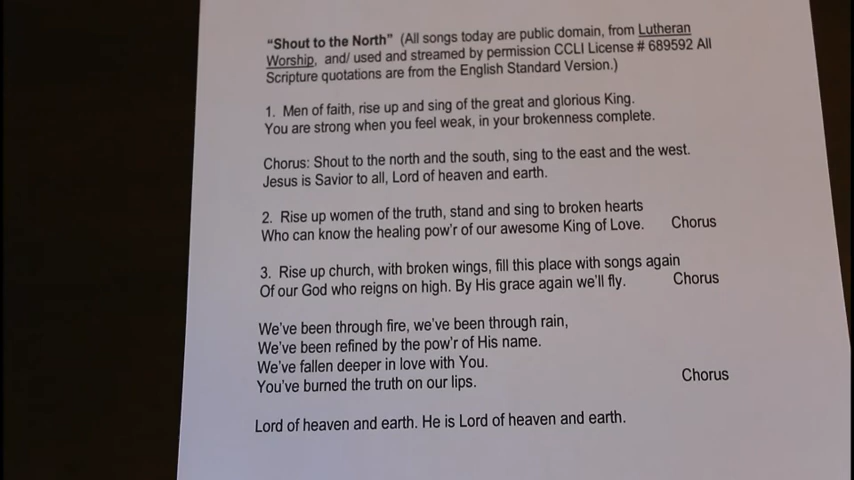 “Shout to the North” (All songs today are public domain, from Lutheran
Worship, and/ used and streamed by permission CCLI License # 689592 All
Scripture quotations are from the English Standard Version.)
1. Men of faith, rise up and sing of the great and glorious King.
You are strong when you feel weak, in your brokenness complete.
Chorus: Shout to the north and the south, sing to the east and the west.
Jesus is Savior to all, Lord of heaven and earth.
2. Rise up women of the truth, stand and sing to broken hearts
Who can know the healing pow’r of our awesome King of Love. Chorus
3. Rise up church, with broken wings, fill this place with songs again
Of our God who reigns on high. By His grace again we’ll fly. Chorus
We’ve been through fire, we’ve been through rain,
We’ve been refined by the pow’r of His name.
We’ve fallen deeper in love with You.
You’ve burned the truth on our lips. Chorus
Lord of heaven and earth. He is Lord of heaven and earth.